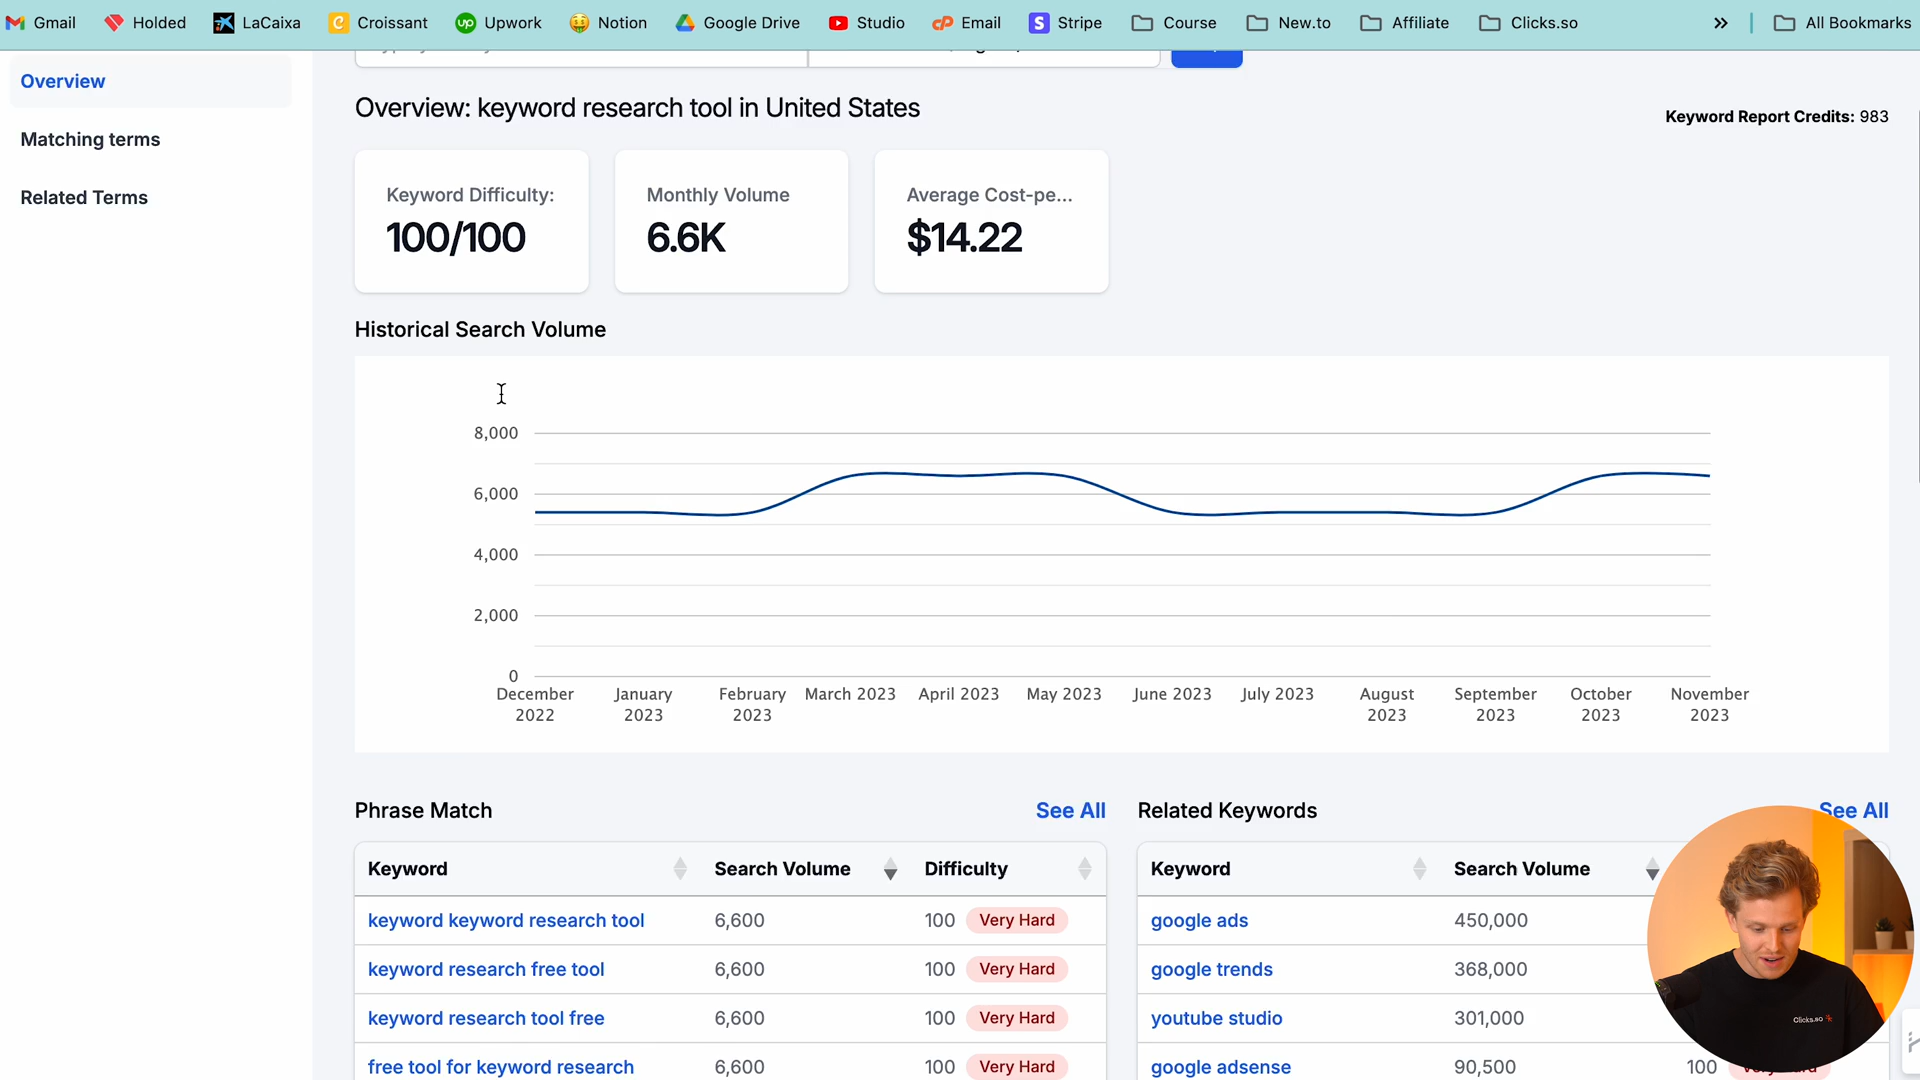 Gmail Holded LaCaixa Croissant Upwork Notion Google Drive Studio Email Stripe Course New.to Affiliate Clicks.so All Bookmarks
Overview
Matching terms
Related Terms
Overview: keyword research tool in United States
Keyword Report Credits: 983
Keyword Difficulty:
100/100
Monthly Volume
6.6K
Average Cost-pe...
$14.22
Historical Search Volume
8,000
6,000
4,000
2,000
0
December 2022
January 2023
February 2023
March 2023
April 2023
May 2023
June 2023
July 2023
August 2023
September 2023
October 2023
November 2023
Phrase Match See All
Keyword Search Volume Difficulty
keyword keyword research tool 6,600 100 Very Hard
keyword research free tool 6,600 100 Very Hard
keyword research tool free 6,600 100 Very Hard
free tool for keyword research 6,600 100 Very Hard
Related Keywords See All
Keyword Search Volume
google ads 450,000
google trends 368,000
youtube studio 301,000
google adsense 90,500 100
Clicks.so